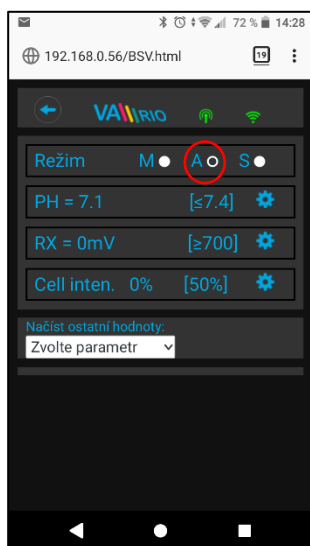 72 % 14:28
192.168.0.56/BSV.html 19
VA RIO
Režim M A S
PH = 7.1 [≤7.4]
RX = 0mV [≥700]
Cell inten. 0% [50%]
Načíst ostatní hodnoty:
Zvolte parametr